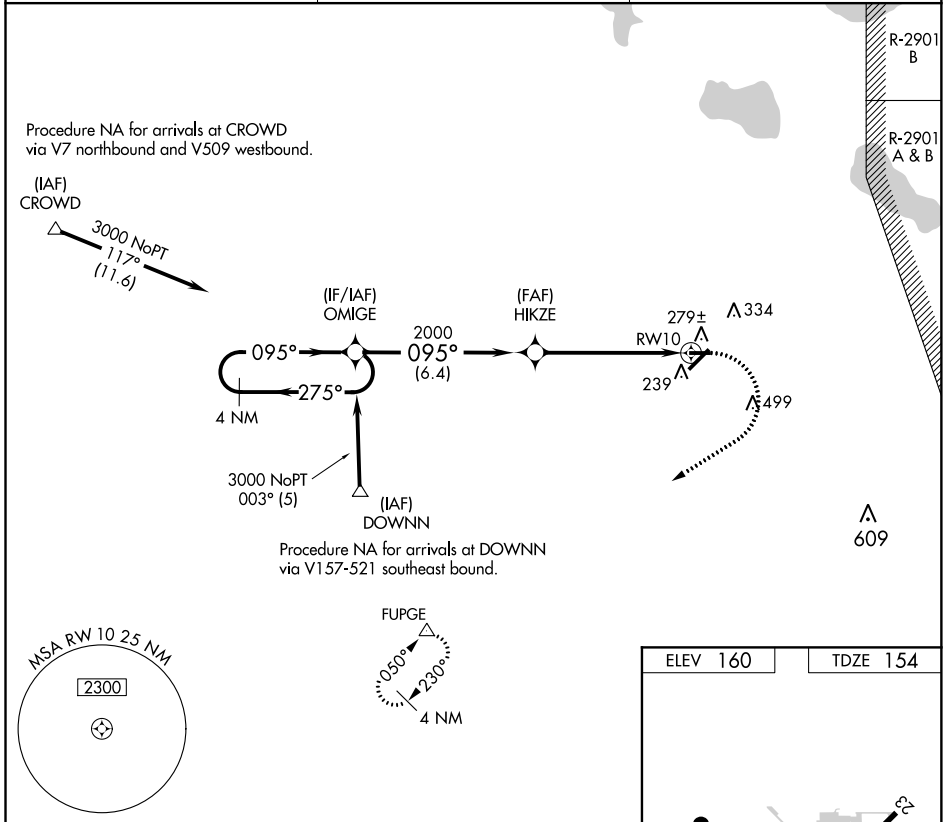 R-2901
B
R-2901
A & B
Procedure NA for arrivals at CROWD
via V7 northbound and V509 westbound.
(IAF)
CROWD
3000 NoPT
117°
(11.6)
(IF/IAF)
OMIGE
(FAF)
HIKZE
2000
095°
(6.4)
095°
275°
4 NM
RW10
279±
334
239
499
3000 NoPT
003° (5)
(IAF)
DOWNN
Procedure NA for arrivals at DOWNN
via V157-521 southeast bound.
609
FUPGE
050°
230°
4 NM
MSA RW 10 25 NM
2300
ELEV 160
TDZE 154
23